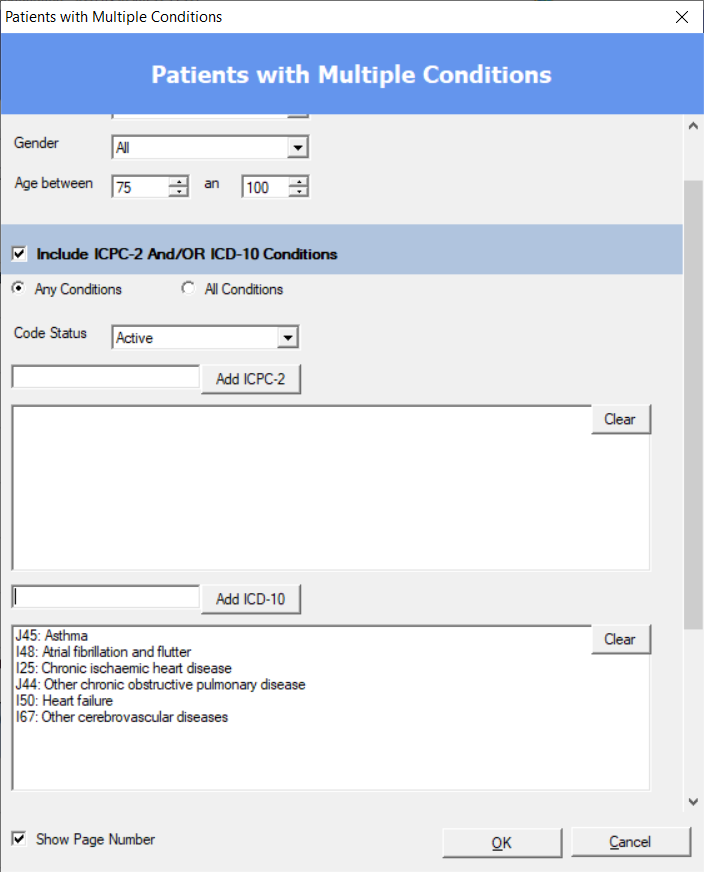 Patients with Multiple Conditions
Patients with Multiple Conditions
Gender
All
Age between 75 an 100
Include ICPC-2 And/OR ICD-10 Conditions
Any Conditions All Conditions
Code Status Active
Add ICPC-2
Clear
Add ICD-10
Clear
J45: Asthma
I48: Atrial fibrillation and flutter
I25: Chronic ischaemic heart disease
J44: Other chronic obstructive pulmonary disease
I50: Heart failure
I67: Other cerebrovascular diseases
Show Page Number
OK Cancel